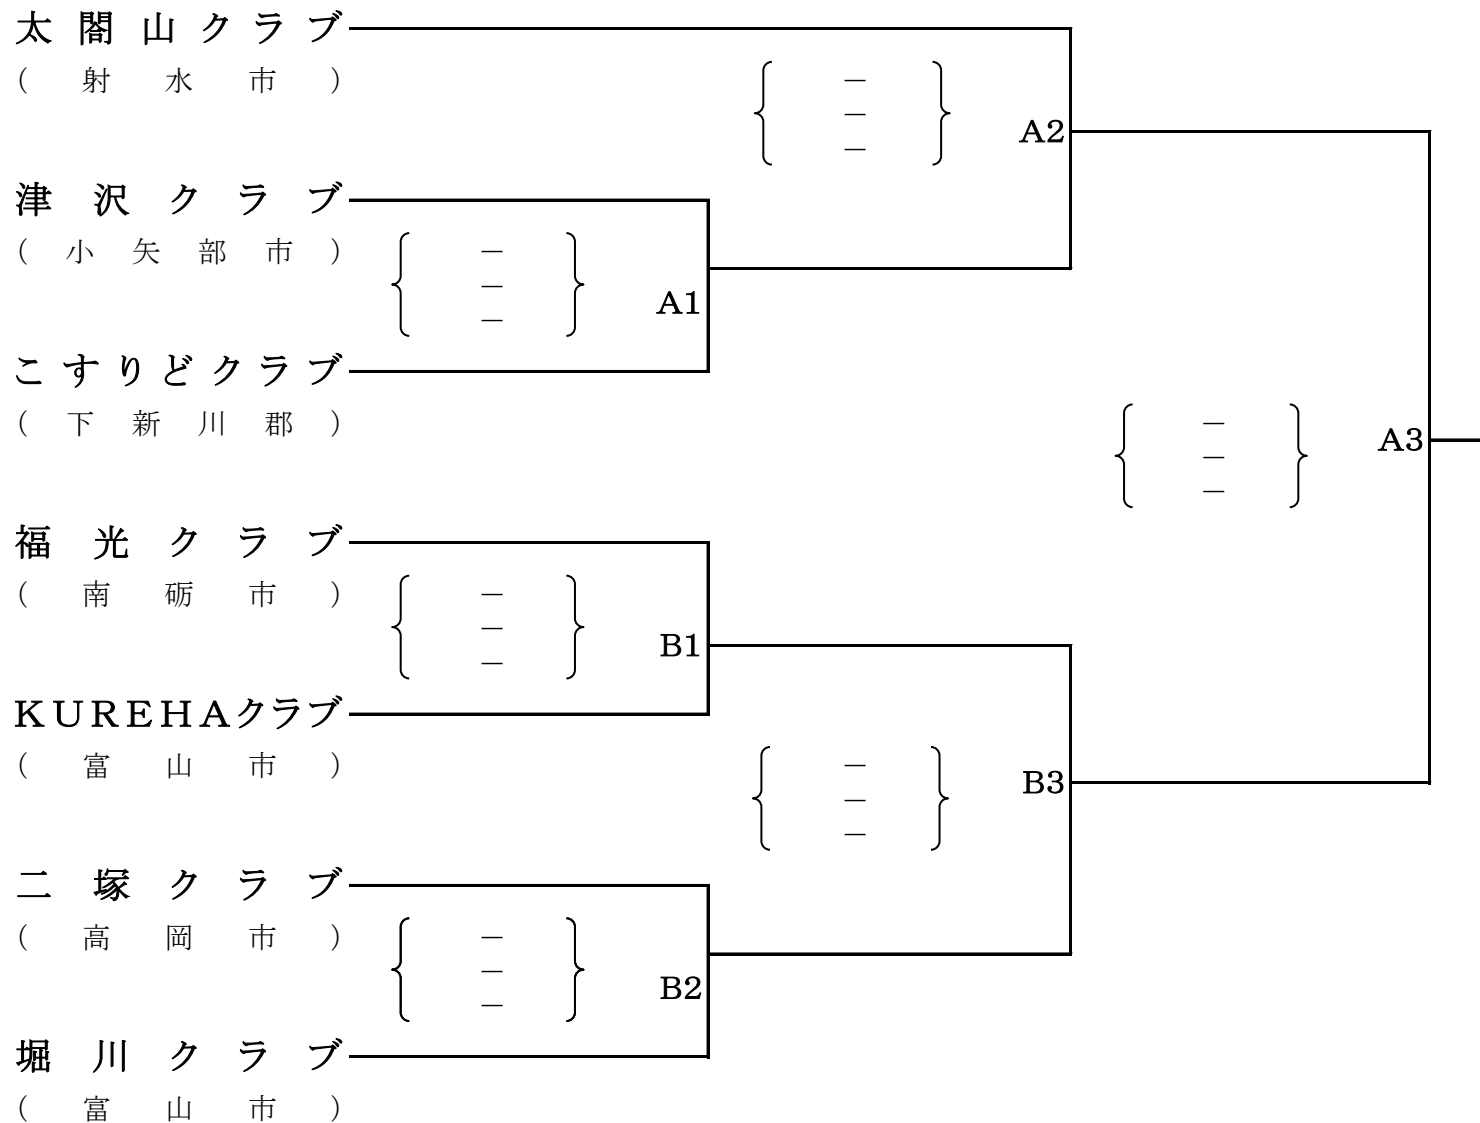 太閤山クラブ
(射水市)
—
—
—
A2
津沢クラブ
(小矢部市)
—
—
—
A1
こすりどクラブ
(下新川郡)
—
—
—
A3
福光クラブ
(南砺市)
—
—
—
B1
KUREHAクラブ
(富山市)
—
—
—
B3
二塚クラブ
(高岡市)
—
—
—
B2
堀川クラブ
(富山市)